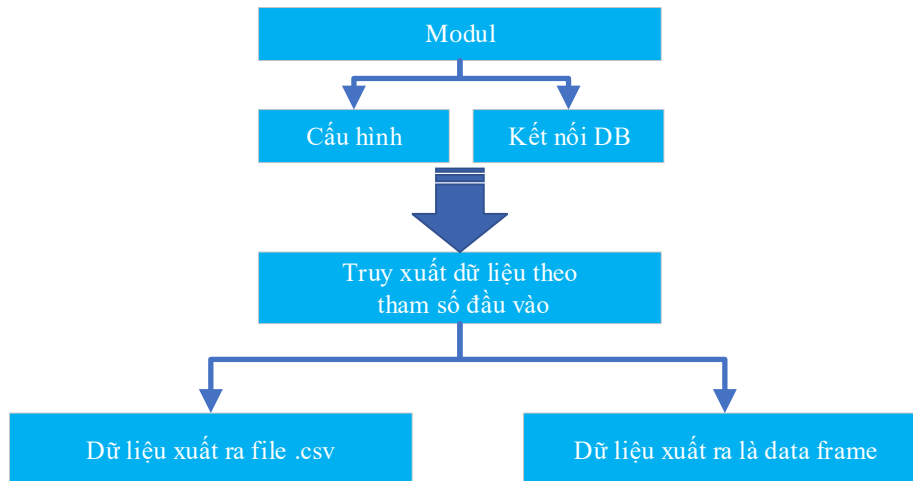 Modul
Cấu hình
Kết nối DB
Truy xuất dữ liệu theo
tham số đầu vào
Dữ liệu xuất ra file .csv
Dữ liệu xuất ra là data frame